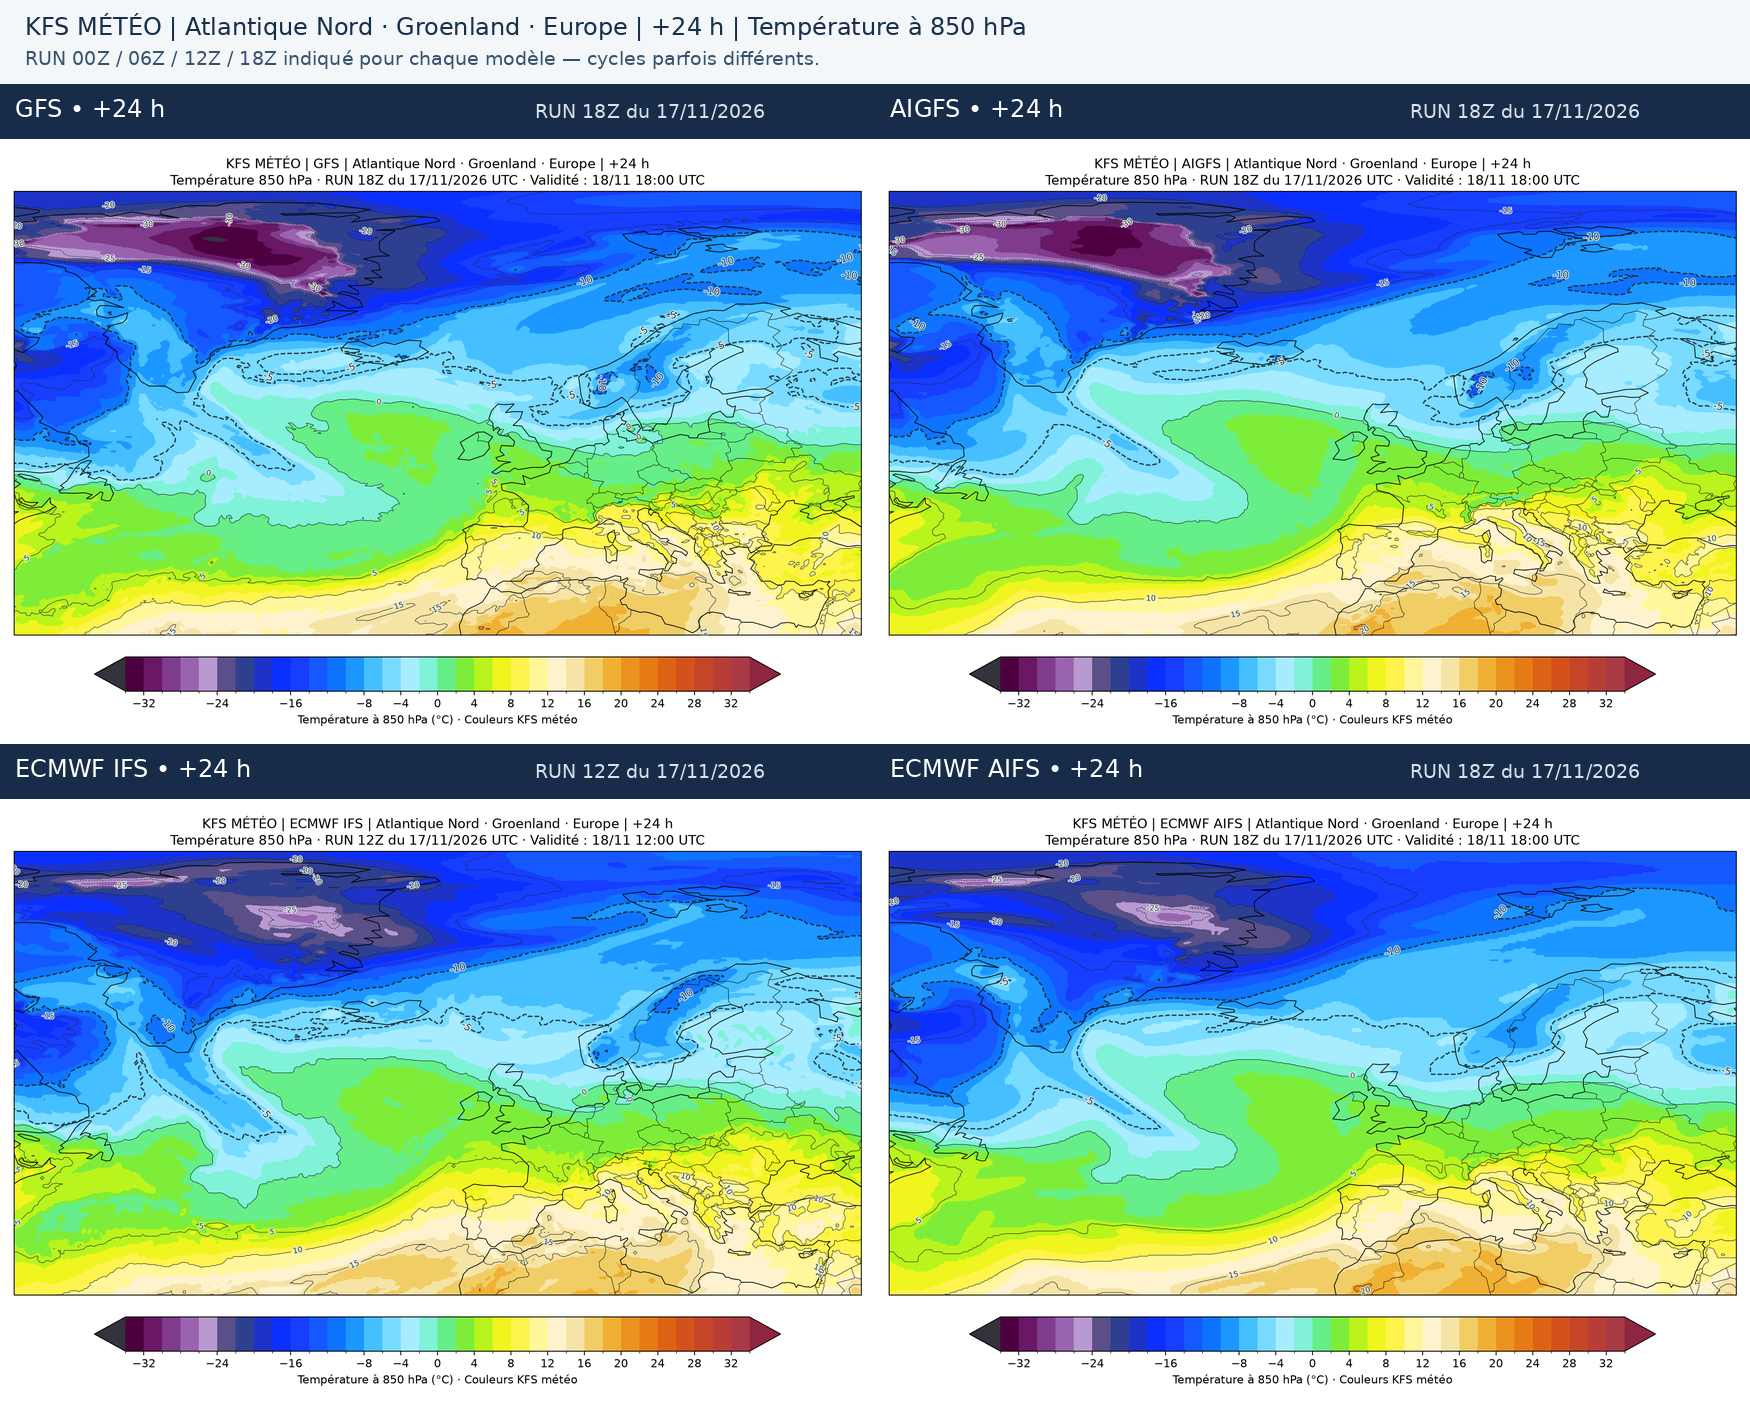 KFS MÉTÉO | Atlantique Nord · Groenland · Europe | +24 h | Température à 850 hPa
RUN 00Z / 06Z / 12Z / 18Z indiqué pour chaque modèle — cycles parfois différents.
GFS • +24 h
RUN 18Z du 17/11/2026
AIGFS • +24 h
RUN 18Z du 17/11/2026
KFS MÉTÉO | GFS | Atlantique Nord · Groenland · Europe | +24 h
Température 850 hPa · RUN 18Z du 17/11/2026 UTC · Validité : 18/11 18:00 UTC
KFS MÉTÉO | AIGFS | Atlantique Nord · Groenland · Europe | +24 h
Température 850 hPa · RUN 18Z du 17/11/2026 UTC · Validité : 18/11 18:00 UTC
−32 −24 −16 −8 −4 0 4 8 12 16 20 24 28 32
Température à 850 hPa (°C) · Couleurs KFS météo
−32 −24 −16 −8 −4 0 4 8 12 16 20 24 28 32
Température à 850 hPa (°C) · Couleurs KFS météo
ECMWF IFS • +24 h
RUN 12Z du 17/11/2026
ECMWF AIFS • +24 h
RUN 18Z du 17/11/2026
KFS MÉTÉO | ECMWF IFS | Atlantique Nord · Groenland · Europe | +24 h
Température 850 hPa · RUN 12Z du 17/11/2026 UTC · Validité : 18/11 12:00 UTC
KFS MÉTÉO | ECMWF AIFS | Atlantique Nord · Groenland · Europe | +24 h
Température 850 hPa · RUN 18Z du 17/11/2026 UTC · Validité : 18/11 18:00 UTC
−32 −24 −16 −8 −4 0 4 8 12 16 20 24 28 32
Température à 850 hPa (°C) · Couleurs KFS météo
−32 −24 −16 −8 −4 0 4 8 12 16 20 24 28 32
Température à 850 hPa (°C) · Couleurs KFS météo